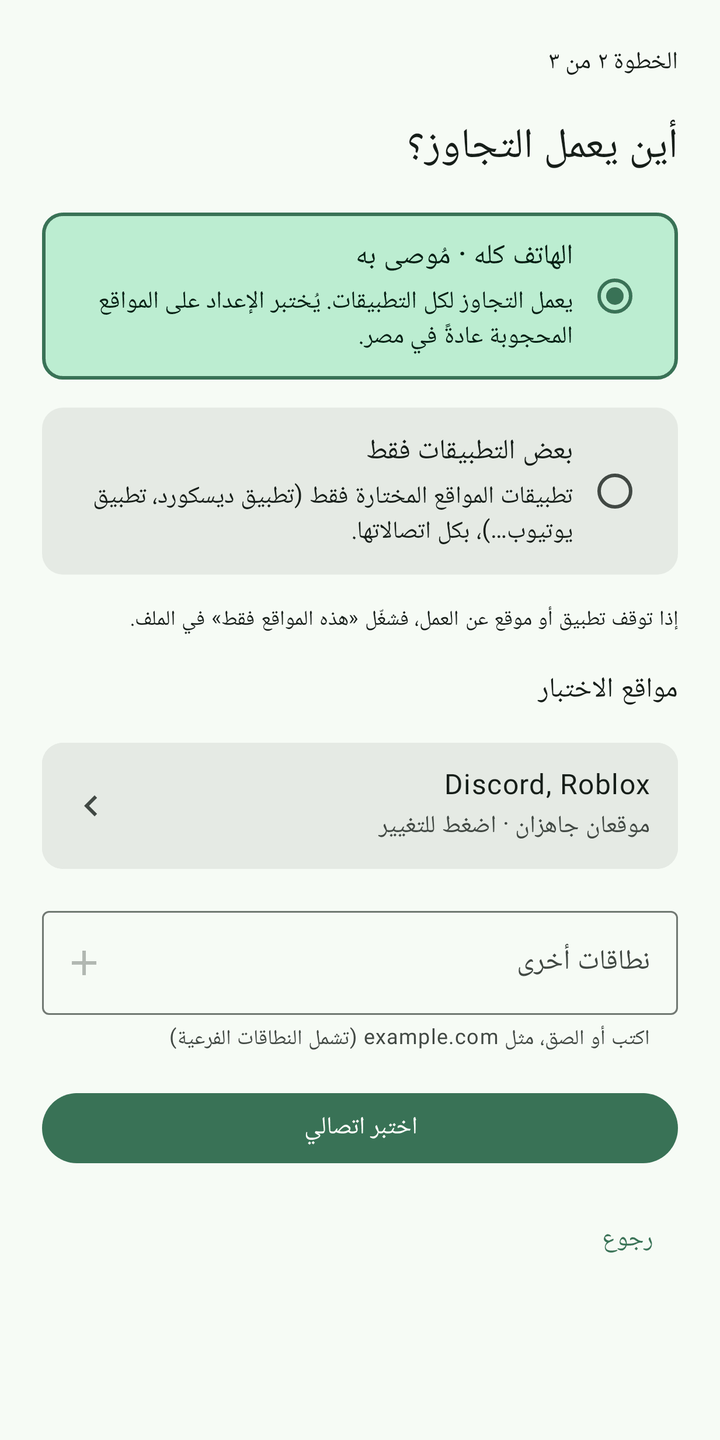 الخطوة ٢ من ٣
أين يعمل التجاوز؟
الهاتف كله · مُوصى به
يعمل التجاوز لكل التطبيقات. يُختبر الإعداد على المواقع
المحجوبة عادةً في مصر.
بعض التطبيقات فقط
تطبيقات المواقع المختارة فقط (تطبيق ديسكورد، تطبيق
يوتيوب…)، بكل اتصالاتها.
إذا توقف تطبيق أو موقع عن العمل، فشغّل «هذه المواقع فقط» في الملف.
مواقع الاختبار
Discord, Roblox
موقعان جاهزان · اضغط للتغيير
نطاقات أخرى
اكتب أو الصق، مثل example.com (تشمل النطاقات الفرعية)
اختبر اتصالي
رجوع